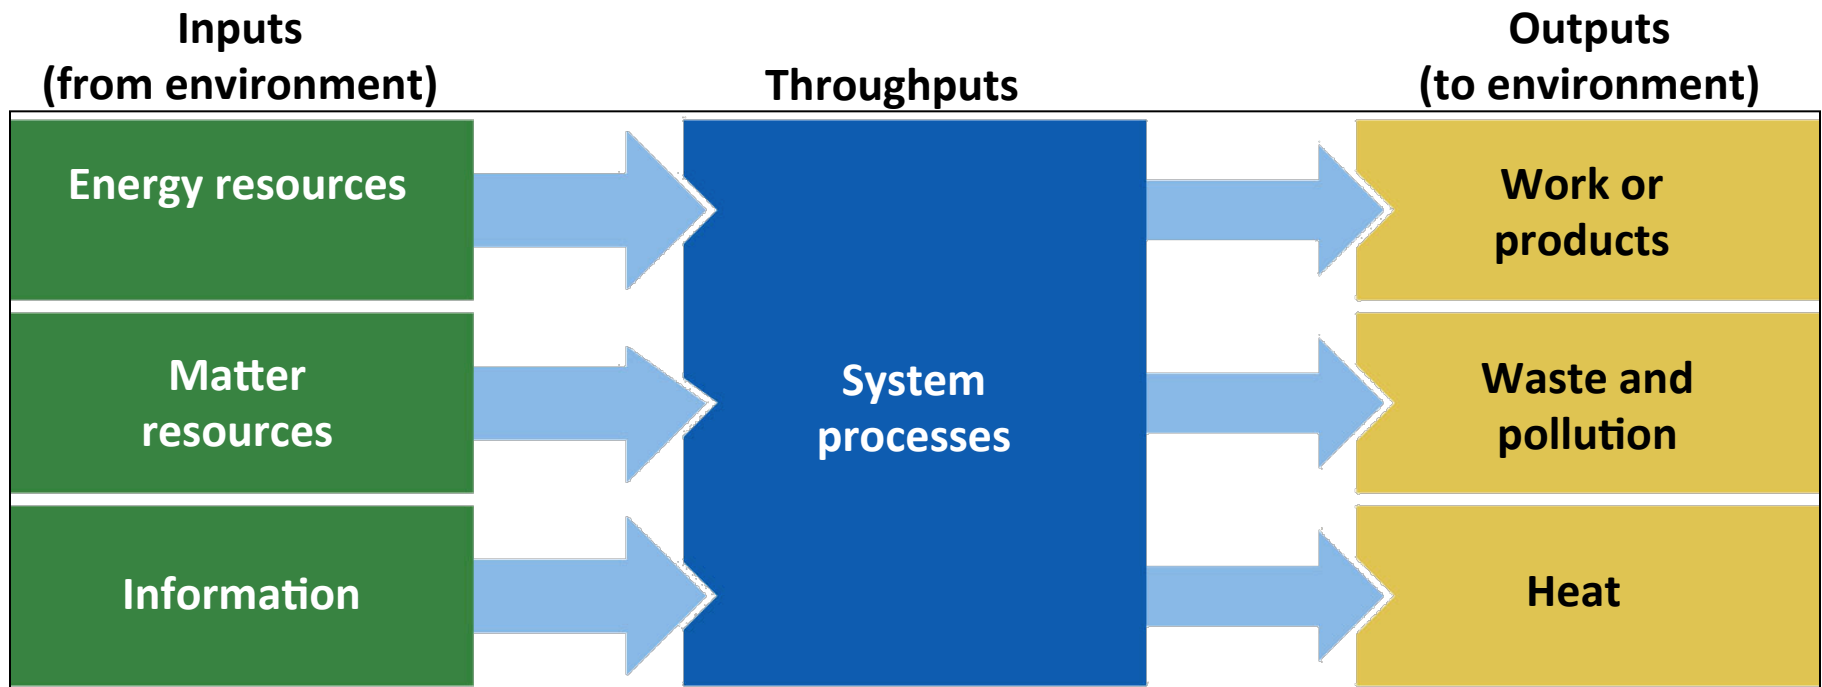 Inputs
(from environment)
Throughputs
Outputs
(to environment)
Energy resources
Matter
resources
Information
System
processes
Work or
products
Waste and
pollution
Heat